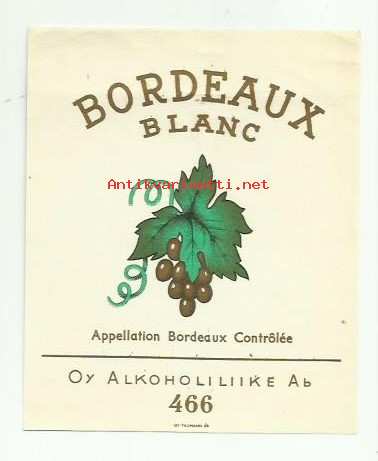 BORDEAUX
BLANC
Antikvariaatti.net
Appellation Bordeaux Contrôlée
OY ALKOHOLILIIKE AB
466